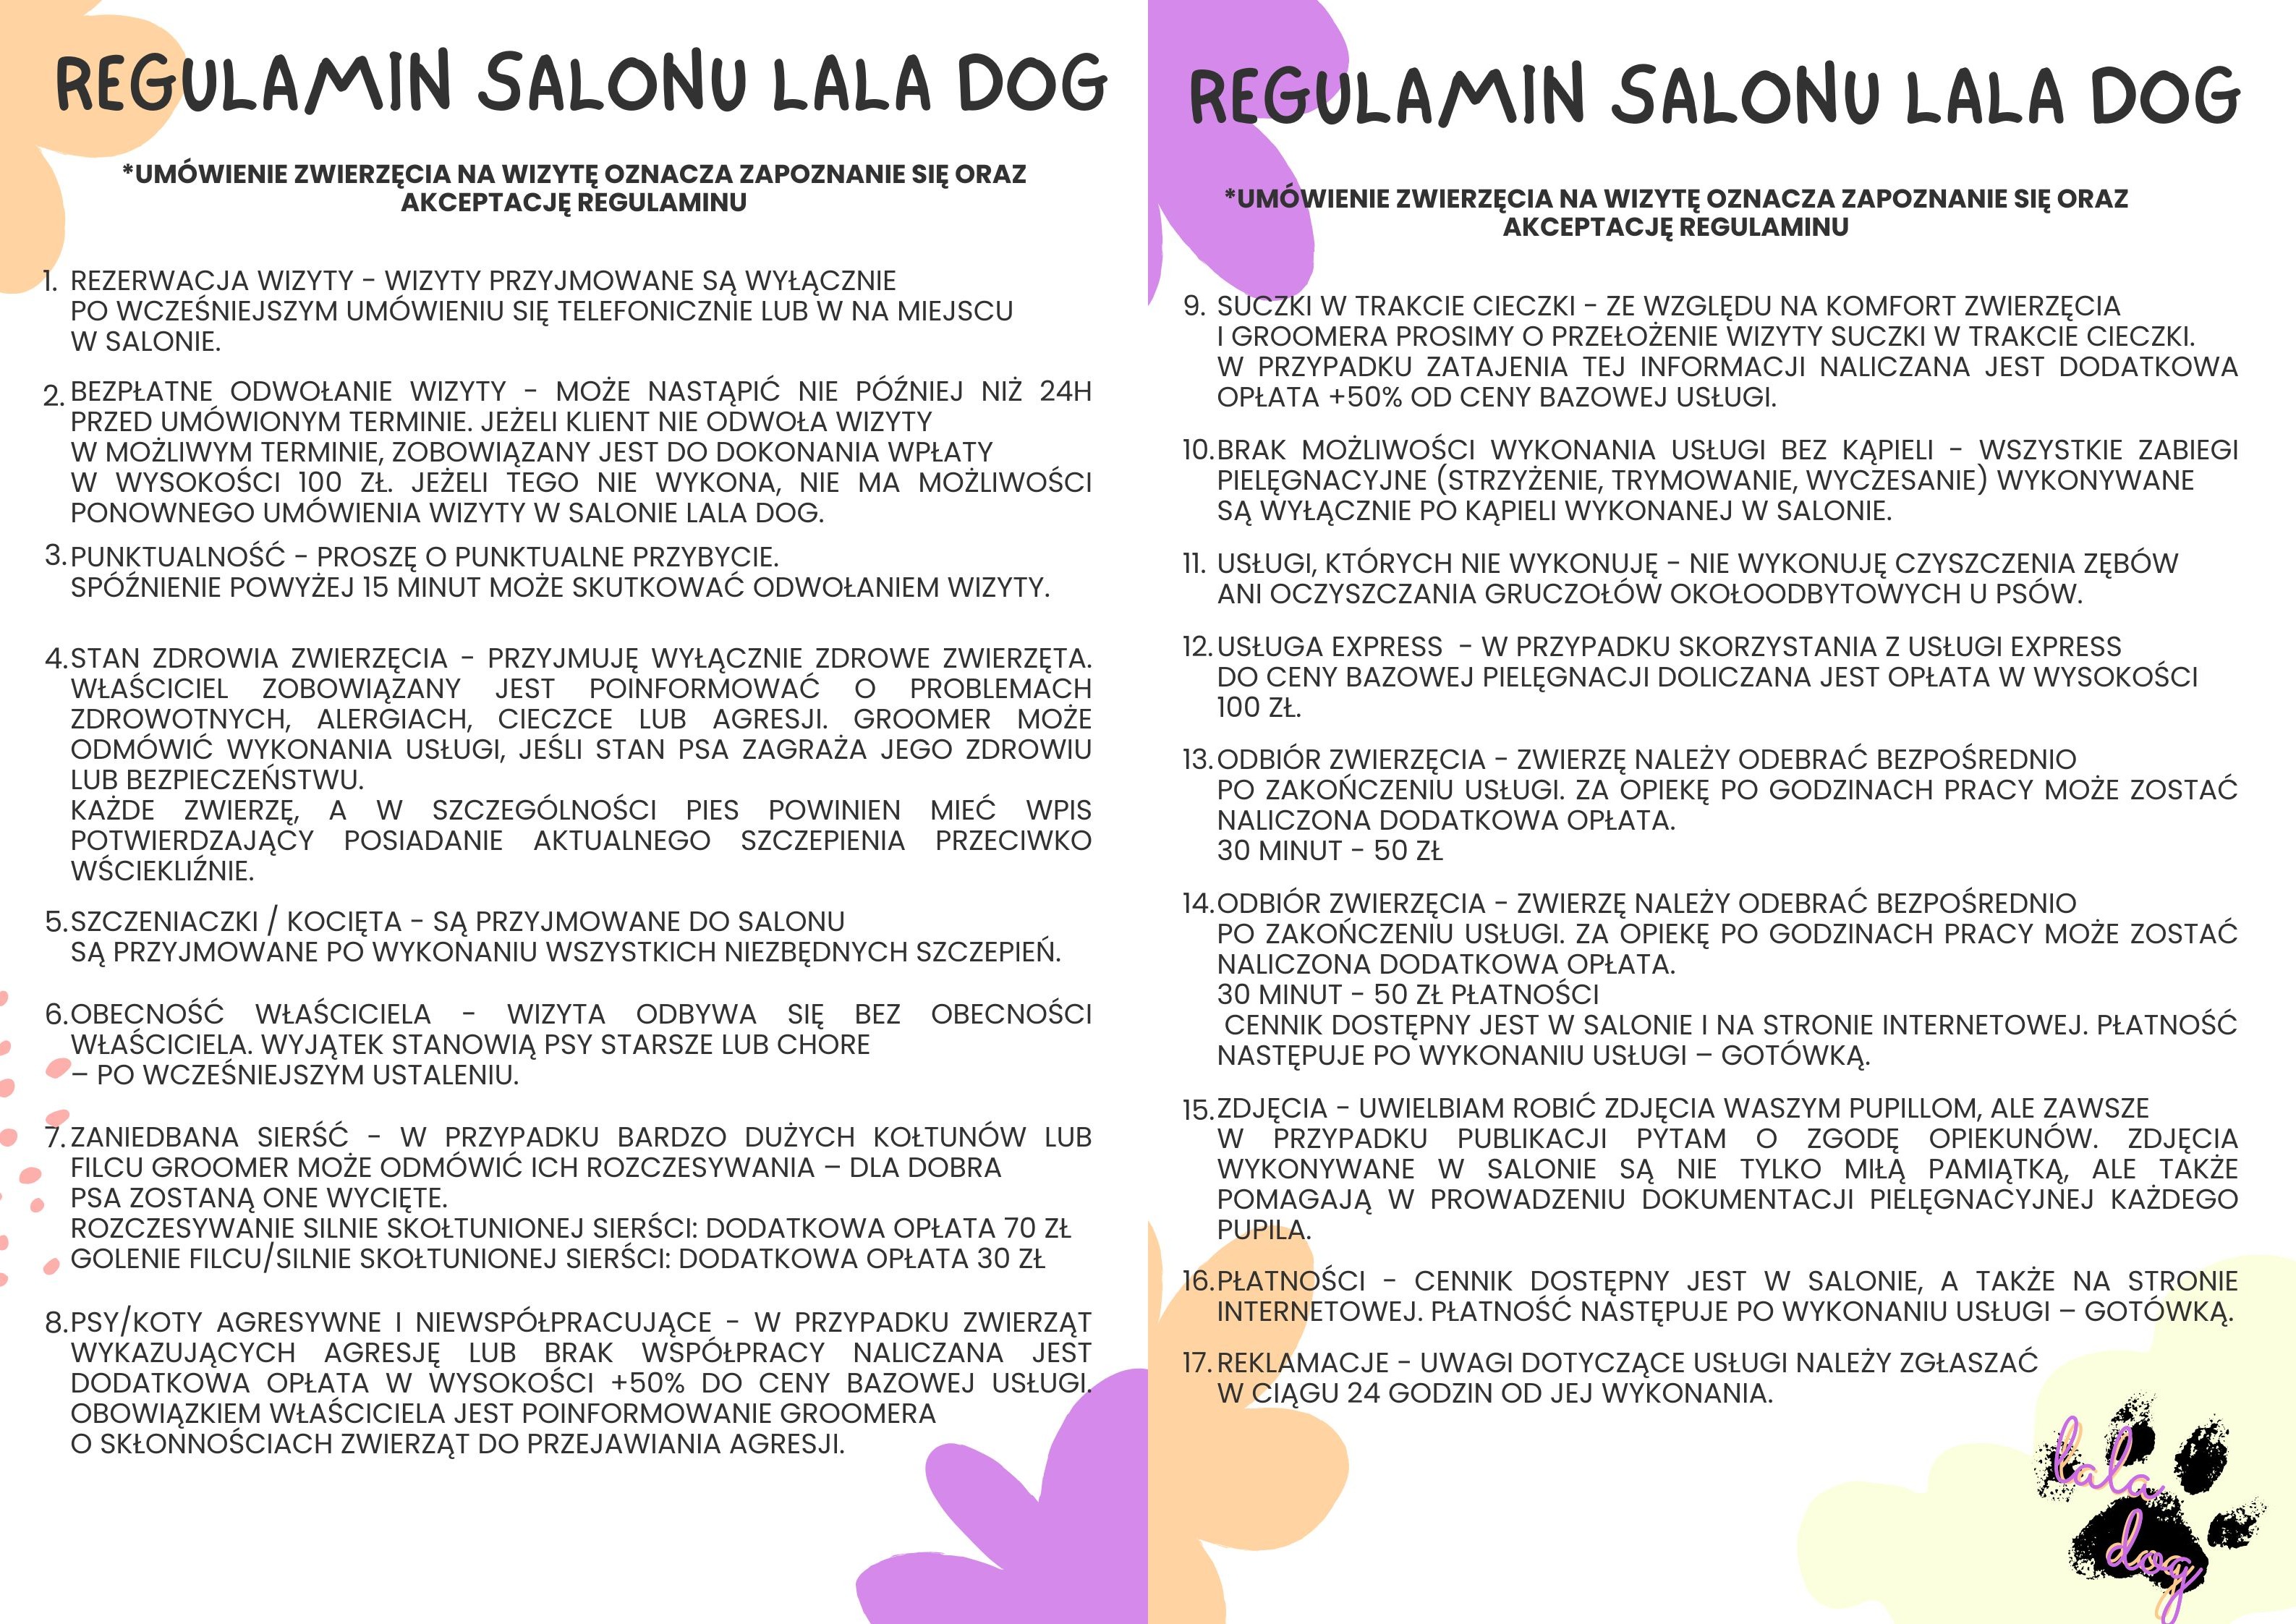 REGULAMIN SALONU LALA DOG
*UMÓWIENIE ZWIERZĘCIA NA WIZYTĘ OZNACZA ZAPOZNANIE SIĘ ORAZ
AKCEPTACJĘ REGULAMINU
1. REZERWACJA WIZYTY - WIZYTY PRZYJMOWANE SĄ WYŁĄCZNIE
PO WCZEŚNIEJSZYM UMÓWIENIU SIĘ TELEFONICZNIE LUB W NA MIEJSCU
W SALONIE.
2. BEZPŁATNE ODWOŁANIE WIZYTY - MOŻE NASTĄPIĆ NIE PÓŹNIEJ NIŻ 24H
PRZED UMÓWIONYM TERMINIE. JEŻELI KLIENT NIE ODWOŁA WIZYTY
W MOŻLIWYM TERMINIE, ZOBOWIĄZANY JEST DO DOKONANIA WPŁATY
W WYSOKOŚCI 100 ZŁ. JEŻELI TEGO NIE WYKONA, NIE MA MOŻLIWOŚCI
PONOWNEGO UMÓWIENIA WIZYTY W SALONIE LALA DOG.
3. PUNKTUALNOŚĆ - PROSZĘ O PUNKTUALNE PRZYBYCIE.
SPÓŹNIENIE POWYŻEJ 15 MINUT MOŻE SKUTKOWAĆ ODWOŁANIEM WIZYTY.
4. STAN ZDROWIA ZWIERZĘCIA - PRZYJMUJĘ WYŁĄCZNIE ZDROWE ZWIERZĘTA.
WŁAŚCICIEL ZOBOWIĄZANY JEST POINFORMOWAĆ O PROBLEMACH
ZDROWOTNYCH, ALERGIACH, CIECZCE LUB AGRESJI. GROOMER MOŻE
ODMÓWIĆ WYKONANIA USŁUGI, JEŚLI STAN PSA ZAGRAŻA JEGO ZDROWIU
LUB BEZPIECZEŃSTWU.
KAŻDE ZWIERZĘ, A W SZCZEGÓLNOŚCI PIES POWINIEN MIEĆ WPIS
POTWIERDZAJĄCY POSIADANIE AKTUALNEGO SZCZEPIENIA PRZECIWKO
WŚCIEKLIŹNIE.
5. SZCZENIACZKI / KOCIĘTA - SĄ PRZYJMOWANE DO SALONU
SĄ PRZYJMOWANE PO WYKONANIU WSZYSTKICH NIEZBĘDNYCH SZCZEPIEŃ.
6. OBECNOŚĆ WŁAŚCICIELA - WIZYTA ODBYWA SIĘ BEZ OBECNOŚCI
WŁAŚCICIELA. WYJĄTEK STANOWIĄ PSY STARSZE LUB CHORE
– PO WCZEŚNIEJSZYM USTALENIU.
7. ZANIEDBANA SIERŚĆ - W PRZYPADKU BARDZO DUŻYCH KOŁTUNÓW LUB
FILCU GROOMER MOŻE ODMÓWIĆ ICH ROZCZESYWANIA – DLA DOBRA
PSA ZOSTANĄ ONE WYCIĘTE.
ROZCZESYWANIE SILNIE SKOŁTUNIONEJ SIERŚCI: DODATKOWA OPŁATA 70 ZŁ
GOLENIE FILCU/SILNIE SKOŁTUNIONEJ SIERŚCI: DODATKOWA OPŁATA 30 ZŁ
8. PSY/KOTY AGRESYWNE I NIEWSPÓŁPRACUJĄCE - W PRZYPADKU ZWIERZĄT
WYKAZUJĄCYCH AGRESJĘ LUB BRAK WSPÓŁPRACY NALICZANA JEST
DODATKOWA OPŁATA W WYSOKOŚCI +50% DO CENY BAZOWEJ USŁUGI.
OBOWIĄZKIEM WŁAŚCICIELA JEST POINFORMOWANIE GROOMERA
O SKŁONNOŚCIACH ZWIERZĄT DO PRZEJAWIANIA AGRESJI.
REGULAMIN SALONU LALA DOG
*UMÓWIENIE ZWIERZĘCIA NA WIZYTĘ OZNACZA ZAPOZNANIE SIĘ ORAZ
AKCEPTACJĘ REGULAMINU
9. SUCZKI W TRAKCIE CIECZKI - ZE WZGLĘDU NA KOMFORT ZWIERZĘCIA
I GROOMERA PROSIMY O PRZEŁOŻENIE WIZYTY SUCZKI W TRAKCIE CIECZKI.
W PRZYPADKU ZATAJENIA TEJ INFORMACJI NALICZANA JEST DODATKOWA
OPŁATA +50% OD CENY BAZOWEJ USŁUGI.
10. BRAK MOŻLIWOŚCI WYKONANIA USŁUGI BEZ KĄPIELI - WSZYSTKIE ZABIEGI
PIELĘGNACYJNE (STRZYŻENIE, TRYMOWANIE, WYCZESANIE) WYKONYWANE
SĄ WYŁĄCZNIE PO KĄPIELI WYKONANEJ W SALONIE.
11. USŁUGI, KTÓRYCH NIE WYKONUJĘ - NIE WYKONUJĘ CZYSZCZENIA ZĘBÓW
ANI OCZYSZCZANIA GRUCZOŁÓW OKOŁOODBYTOWYCH U PSÓW.
12. USŁUGA EXPRESS - W PRZYPADKU SKORZYSTANIA Z USŁUGI EXPRESS
DO CENY BAZOWEJ PIELĘGNACJI DOLICZANA JEST OPŁATA W WYSOKOŚCI
100 ZŁ.
13. ODBIÓR ZWIERZĘCIA - ZWIERZĘ NALEŻY ODEBRAĆ BEZPOŚREDNIO
PO ZAKOŃCZENIU USŁUGI. ZA OPIEKĘ PO GODZINACH PRACY MOŻE ZOSTAĆ
NALICZONA DODATKOWA OPŁATA.
30 MINUT - 50 ZŁ
14. ODBIÓR ZWIERZĘCIA - ZWIERZĘ NALEŻY ODEBRAĆ BEZPOŚREDNIO
PO ZAKOŃCZENIU USŁUGI. ZA OPIEKĘ PO GODZINACH PRACY MOŻE ZOSTAĆ
NALICZONA DODATKOWA OPŁATA.
30 MINUT - 50 ZŁ PŁATNOŚCI
CENNIK DOSTĘPNY JEST W SALONIE I NA STRONIE INTERNETOWEJ. PŁATNOŚĆ
NASTĘPUJE PO WYKONANIU USŁUGI – GOTÓWKĄ.
15. ZDJĘCIA - UWIELBIAM ROBIĆ ZDJĘCIA WASZYM PUPILLOM, ALE ZAWSZE
W PRZYPADKU PUBLIKACJI PYTAM O ZGODĘ OPIEKUNÓW. ZDJĘCIA
WYKONYWANE W SALONIE SĄ NIE TYLKO MIŁĄ PAMIĄTKĄ, ALE TAKŻE
POMAGAJĄ W PROWADZENIU DOKUMENTACJI PIELĘGNACYJNEJ KAŻDEGO
PUPILA.
16. PŁATNOŚCI - CENNIK DOSTĘPNY JEST W SALONIE, A TAKŻE NA STRONIE
INTERNETOWEJ. PŁATNOŚĆ NASTĘPUJE PO WYKONANIU USŁUGI – GOTÓWKĄ.
17. REKLAMACJE - UWAGI DOTYCZĄCE USŁUGI NALEŻY ZGŁASZAĆ
W CIĄGU 24 GODZIN OD JEJ WYKONANIA.
lala
dog